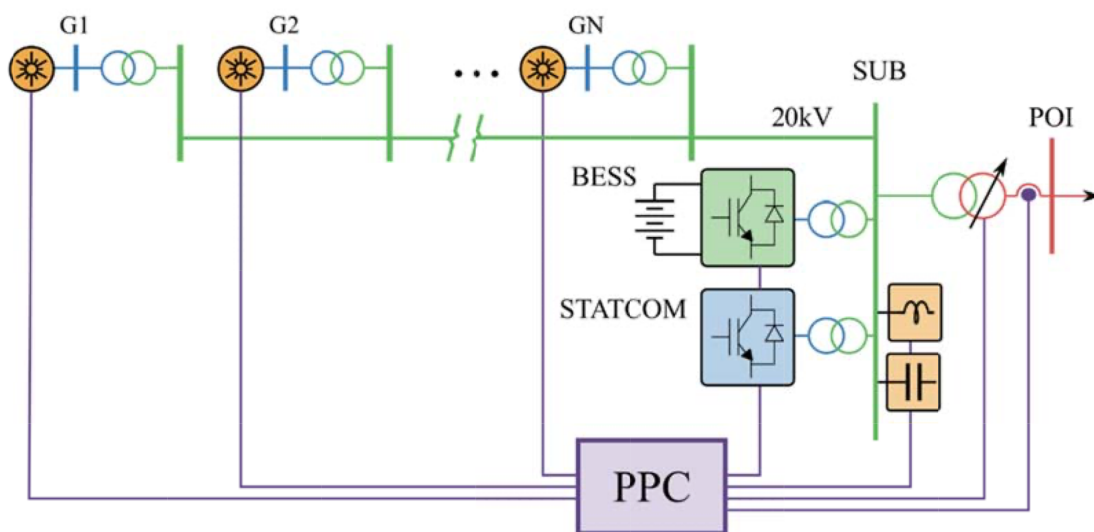 G1
G2
GN
SUB
20kV
POI
BESS
STATCOM
PPC